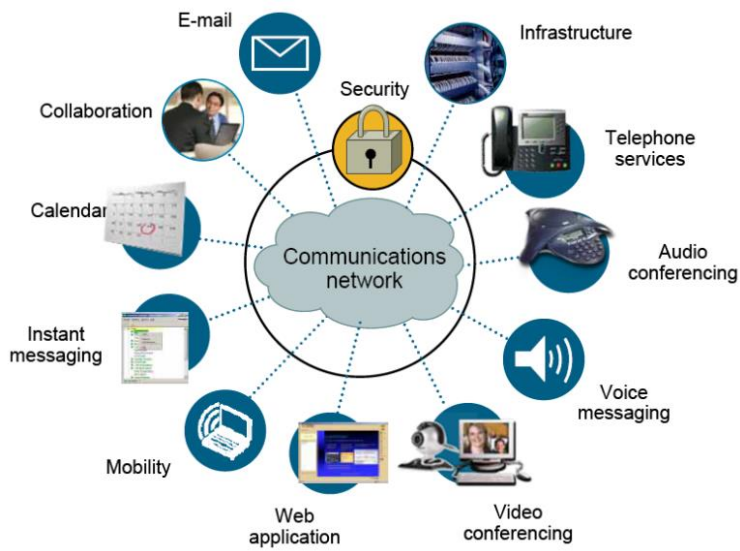 E-mail
Infrastructure
Security
Collaboration
Telephone
services
Calendar
Communications
network
Audio
conferencing
Instant
messaging
Voice
messaging
Mobility
Web
application
Video
conferencing